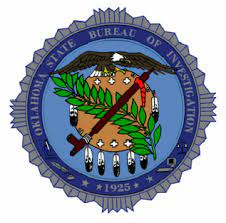 OKLAHOMA STATE BUREAU OF INVESTIGATION
★ 1925 ★